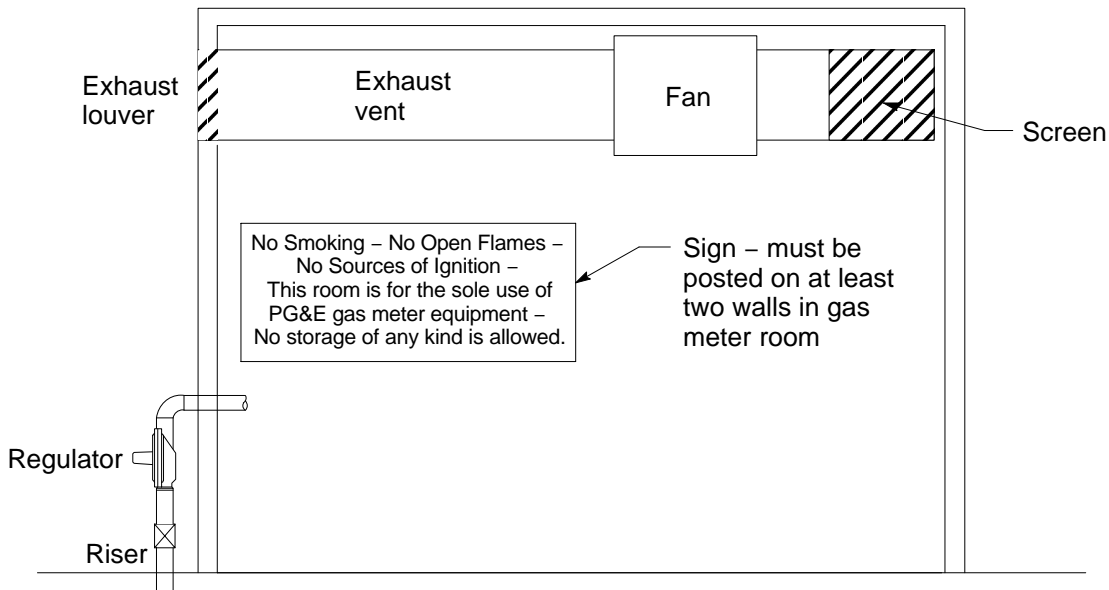 Exhaust
louver
Exhaust
vent
Fan
Screen
No Smoking – No Open Flames –
No Sources of Ignition –
This room is for the sole use of
PG&E gas meter equipment –
No storage of any kind is allowed.
Sign – must be
posted on at least
two walls in gas
meter room
Regulator
Riser